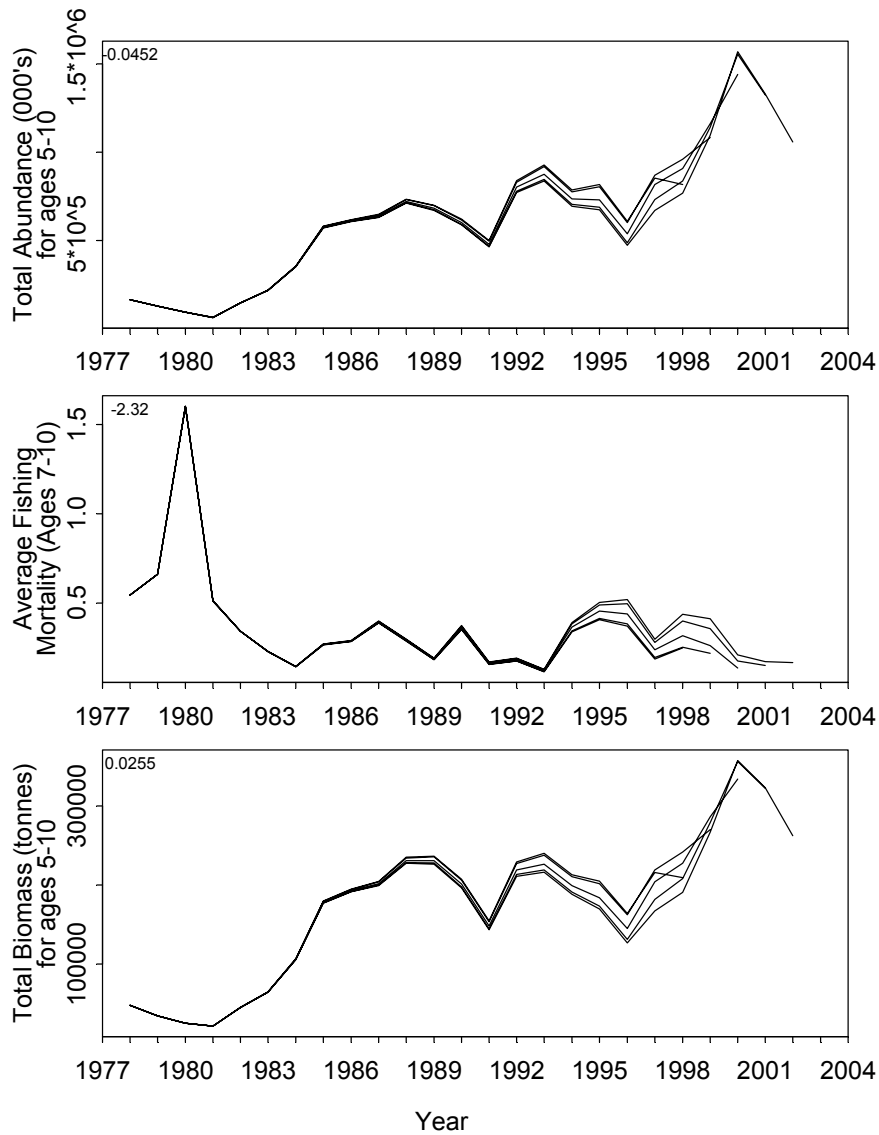 Total Abundance (000's)
for ages 5-10
5*10^5
1.5*10^6
-0.0452
1977 1980 1983 1986 1989 1992 1995 1998 2001 2004
Average Fishing
Mortality (Ages 7-10)
0.5
1.0
1.5
-2.32
1977 1980 1983 1986 1989 1992 1995 1998 2001 2004
Total Biomass (tonnes)
for ages 5-10
100000
300000
0.0255
1977 1980 1983 1986 1989 1992 1995 1998 2001 2004
Year